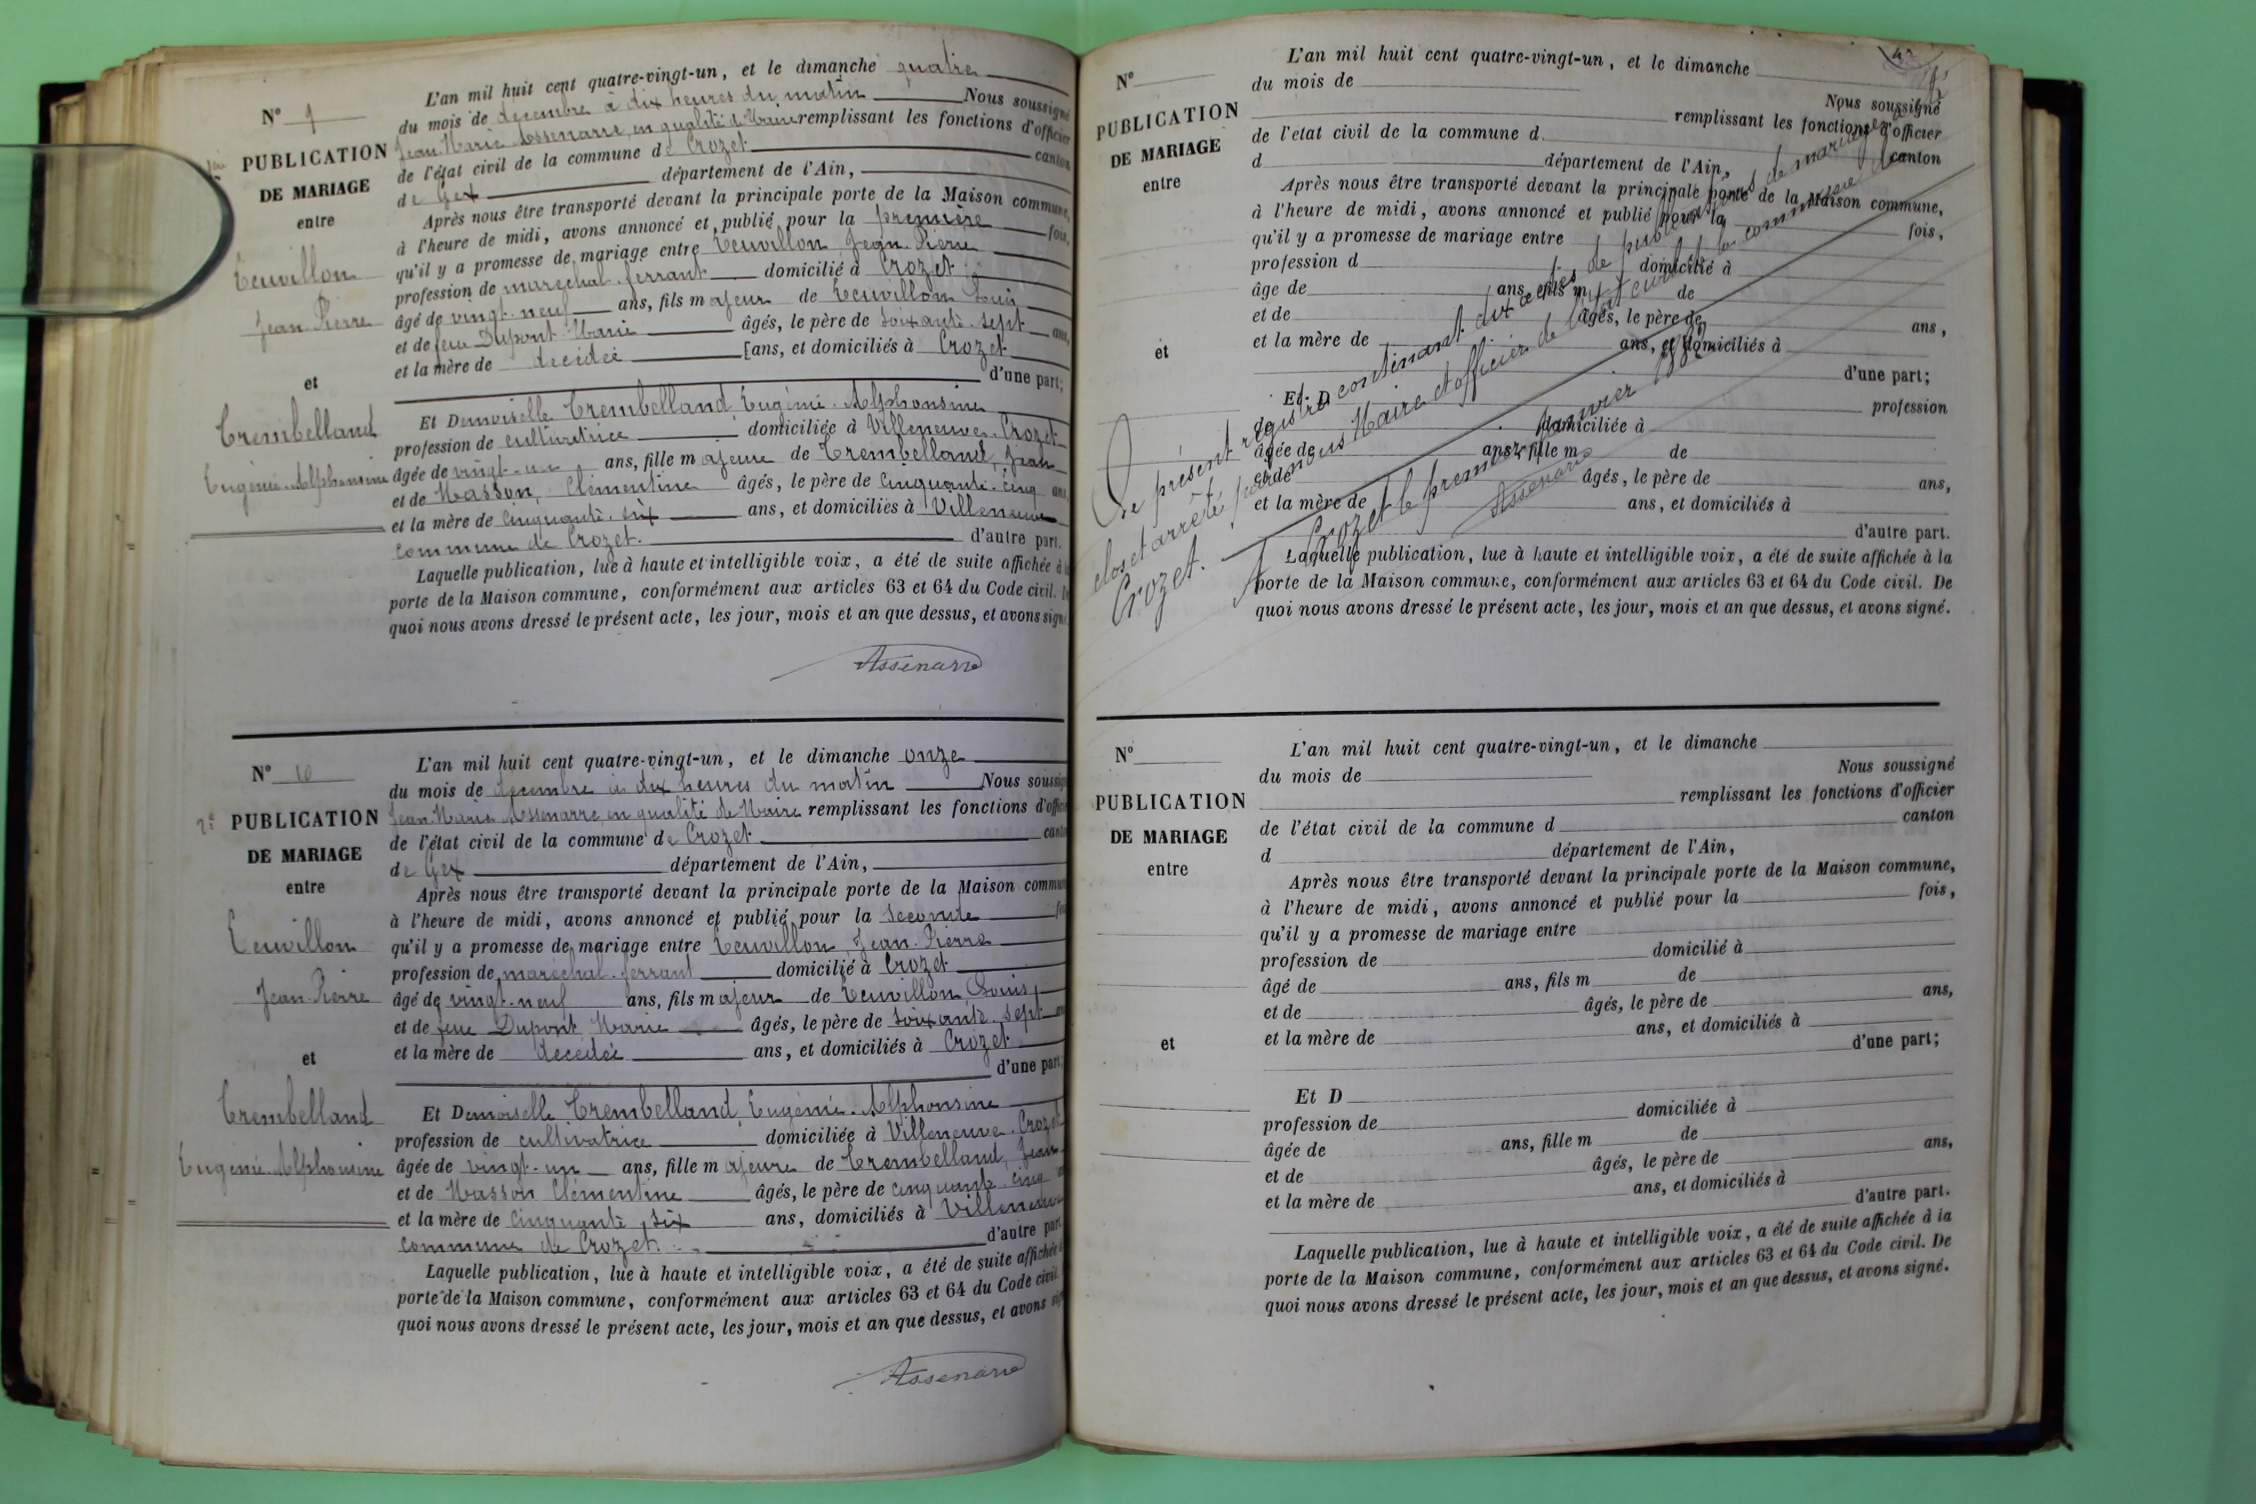 N° 9
1ère
PUBLICATION
DE MARIAGE
entre
Teuvillon
Jean-Pierre
et
Trembelland
Eugénie-Alphonsine
L'an mil huit cent quatre-vingt-un, et le dimanche quatre
du mois de décembre à dix heures du matin Nous soussigné
Jean-Marie Assenarre, en qualité de Maire remplissant les fonctions d'officier
de l'état civil de la commune de Crozet canton
de Gex département de l'Ain,
Après nous être transporté devant la principale porte de la Maison commune,
à l'heure de midi, avons annoncé et publié pour la première fois,
qu'il y a promesse de mariage entre Teuvillon Jean-Pierre
profession de maréchal-ferrant domicilié à Crozet
âgé de vingt-neuf ans, fils majeur de Teuvillon Louis
et de feue Dupont Marie âgés, le père de soixante-sept ans,
et la mère de décédée [ans, et domiciliés à Crozet
d'une part;
Et Demoiselle Trembelland Eugénie-Alphonsine
profession de cultivatrice domiciliée à Villeneuve-Crozet
âgée de vingt-un ans, fille majeure de Trembelland, Jean
et de Masson, Clémentine âgés, le père de cinquante-cinq ans
et la mère de cinquante-six ans, et domiciliés à Villeneuve
commune de Crozet. d'autre part.
Laquelle publication, lue à haute et intelligible voix, a été de suite affichée à la
porte de la Maison commune, conformément aux articles 63 et 64 du Code civil. De
quoi nous avons dressé le présent acte, les jour, mois et an que dessus, et avons signé
Assenarre
N° 10
2e
PUBLICATION
DE MARIAGE
entre
Teuvillon
Jean-Pierre
et
Trembelland
Eugénie-Alphonsine
L'an mil huit cent quatre-vingt-un, et le dimanche onze
du mois de décembre à dix heures du matin Nous soussigné
Jean-Marie Assenarre en qualité de Maire remplissant les fonctions d'officier
de l'état civil de la commune de Crozet canton
de Gex département de l'Ain,
Après nous être transporté devant la principale porte de la Maison commune
à l'heure de midi, avons annoncé et publié pour la seconde fois
qu'il y a promesse de mariage entre Teuvillon Jean-Pierre
profession de maréchal-ferrant domicilié à Crozet
âgé de vingt-neuf ans, fils majeur de Teuvillon, Louis,
et de feue Dupont Marie âgés, le père de soixante-sept ans
et la mère de décédée ans, et domiciliés à Crozet
d'une part
Et Demoiselle Trembelland Eugénie-Alphonsine
profession de cultivatrice domiciliée à Villeneuve-Crozet
âgée de vingt-un ans, fille majeure de Trembelland, Jean
et de Masson Clémentine âgés, le père de cinquante-cinq
et la mère de cinquante-six ans, domiciliés à Villeneuve
commune de Crozet. d'autre part
Laquelle publication, lue à haute et intelligible voix, a été de suite affichée à
porte de la Maison commune, conformément aux articles 63 et 64 du Code civil
quoi nous avons dressé le présent acte, les jour, mois et an que dessus, et avons signé
Assenarre
N°
PUBLICATION
DE MARIAGE
entre
et
L'an mil huit cent quatre-vingt-un, et le dimanche
du mois de Nous soussigné
remplissant les fonctions d'officier
de l'état civil de la commune d canton
d département de l'Ain,
Après nous être transporté devant la principale porte de la Maison commune,
à l'heure de midi, avons annoncé et publié pour la fois,
qu'il y a promesse de mariage entre
profession d domicilié à
âge de ans, fils m de
et de âgés, le père de ans,
et la mère de ans, et domiciliés à
d'une part;
Et D
profession
de domiciliée à
âgée de ans, fille m de
et de âgés, le père de ans,
et la mère de ans, et domiciliés à
d'autre part.
Laquelle publication, lue à haute et intelligible voix, a été de suite affichée à la
porte de la Maison commune, conformément aux articles 63 et 64 du Code civil. De
quoi nous avons dressé le présent acte, les jour, mois et an que dessus, et avons signé.
Le présent registre contenant dix actes de publications de mariage a été
clos et arrêté par nous Maire et officier de l'état civil de la commune de
Crozet.
A Crozet le premier janvier 1882
Assenarre
N°
PUBLICATION
DE MARIAGE
entre
et
L'an mil huit cent quatre-vingt-un, et le dimanche
du mois de Nous soussigné
remplissant les fonctions d'officier
de l'état civil de la commune d canton
d département de l'Ain,
Après nous être transporté devant la principale porte de la Maison commune,
à l'heure de midi, avons annoncé et publié pour la fois,
qu'il y a promesse de mariage entre
profession de domicilié à
âgé de ans, fils m de
et de âgés, le père de ans,
et la mère de ans, et domiciliés à
d'une part;
Et D
profession de domiciliée à
âgée de ans, fille m de
et de âgés, le père de ans,
et la mère de ans, et domiciliés à
d'autre part.
Laquelle publication, lue à haute et intelligible voix, a été de suite affichée à la
porte de la Maison commune, conformément aux articles 63 et 64 du Code civil. De
quoi nous avons dressé le présent acte, les jour, mois et an que dessus, et avons signé.